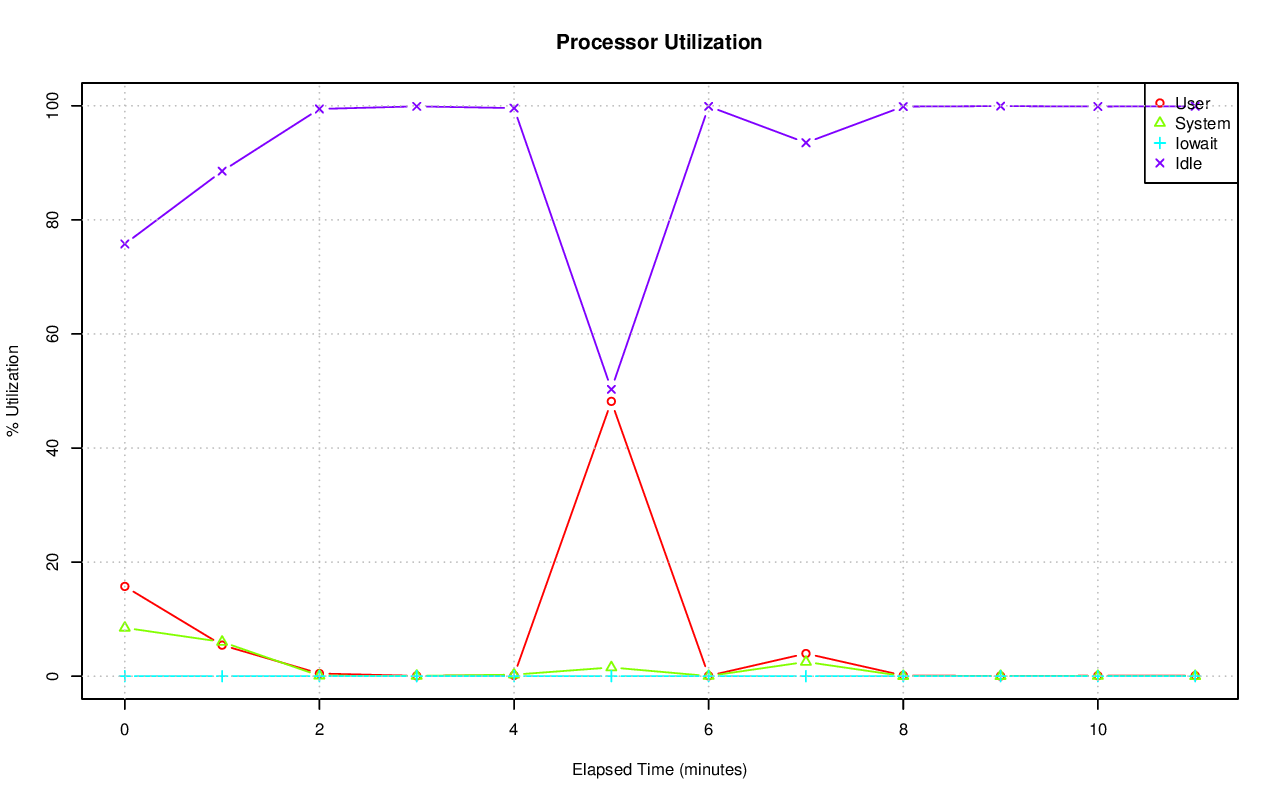 Processor Utilization
100
80
60
40
20
0
% Utilization
User
System
Iowait
Idle
0 2 4 6 8 10
Elapsed Time (minutes)